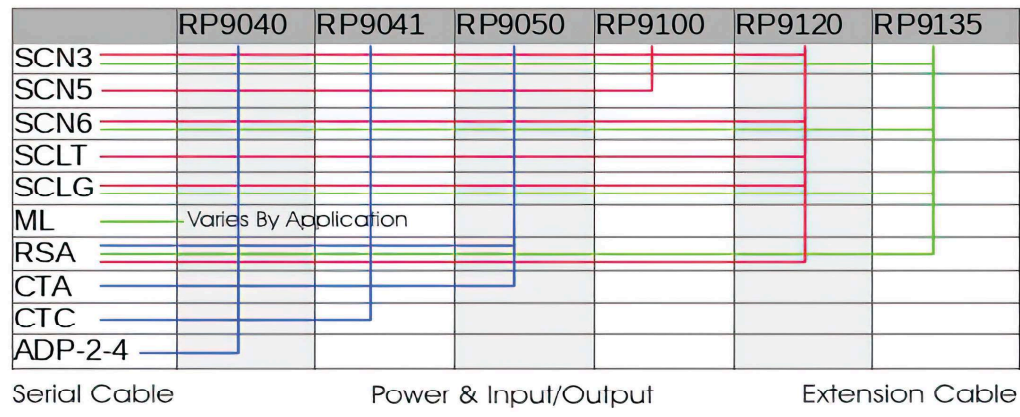 RP9040 RP9041 RP9050 RP9100 RP9120 RP9135
SCN3
SCN5
SCN6
SCLT
SCLG
ML Varies By Application
RSA
CTA
CTC
ADP-2-4
Serial Cable Power & Input/Output Extension Cable